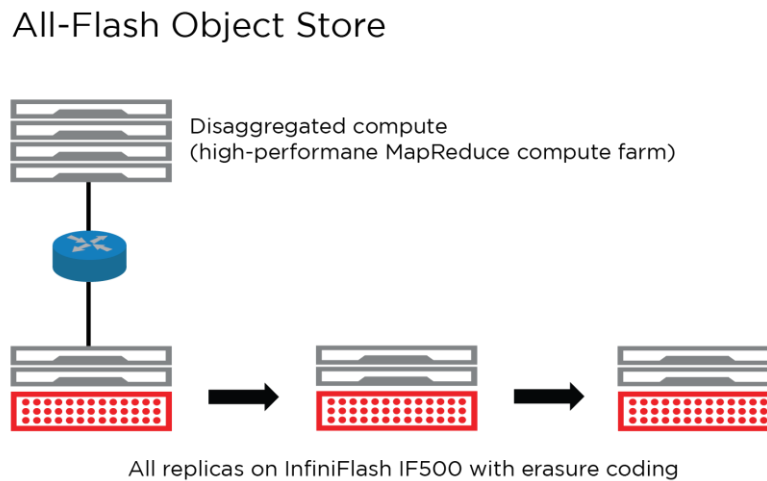 All-Flash Object Store
Disaggregated compute
(high-performane MapReduce compute farm)
All replicas on InfiniFlash IF500 with erasure coding